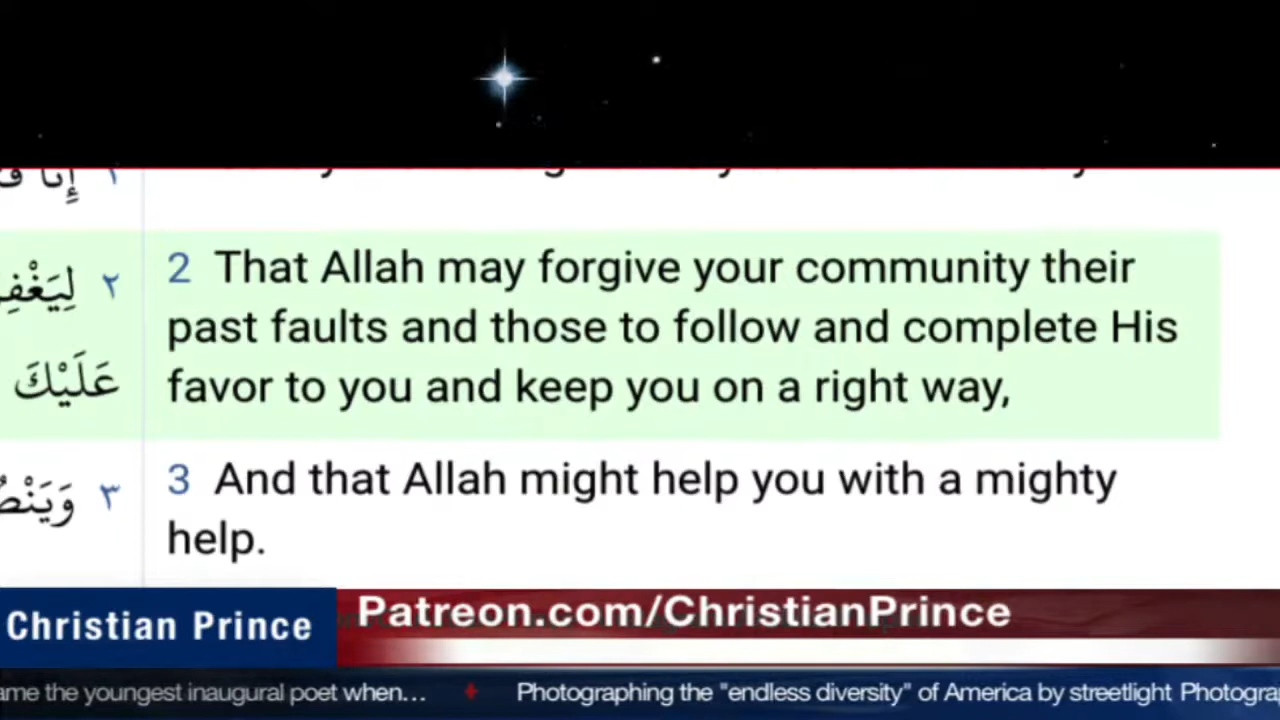 ١ إِنَّا
2 That Allah may forgive your community their
past faults and those to follow and complete His
favor to you and keep you on a right way,
٢
عَلَيْكَ
3 And that Allah might help you with a mighty
help.
٣
Christian Prince
Patreon.com/ChristianPrince
ame the youngest inaugural poet when... Photographing the "endless diversity" of America by streetlight Photogra